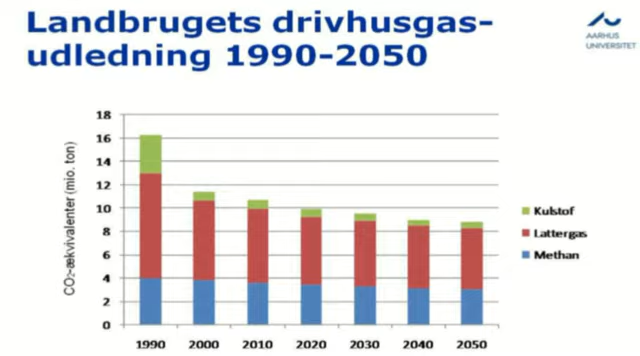 Landbrugets drivhusgas-
udledning 1990-2050
AARHUS
UNIVERSITET
CO2-ækvivalenter (mio. ton)
18
16
14
12
10
8
6
4
2
0
1990 2000 2010 2020 2030 2040 2050
Kulstof
Lattergas
Methan